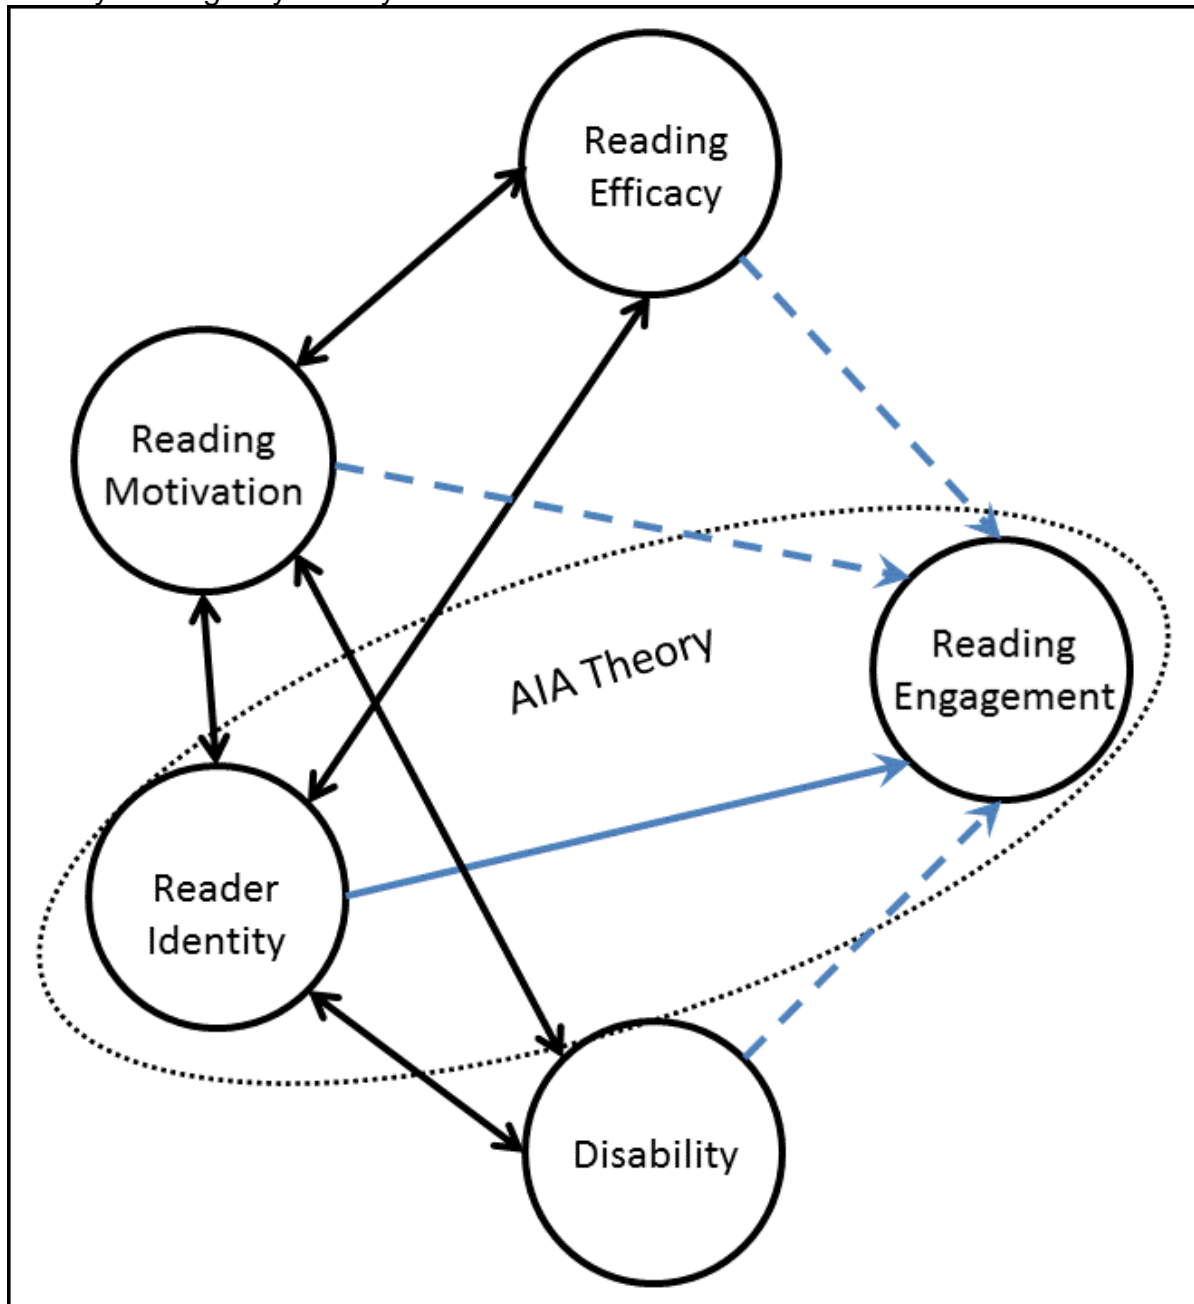 Reading
Efficacy
Reading
Motivation
AIA Theory
Reading
Engagement
Reader
Identity
Disability